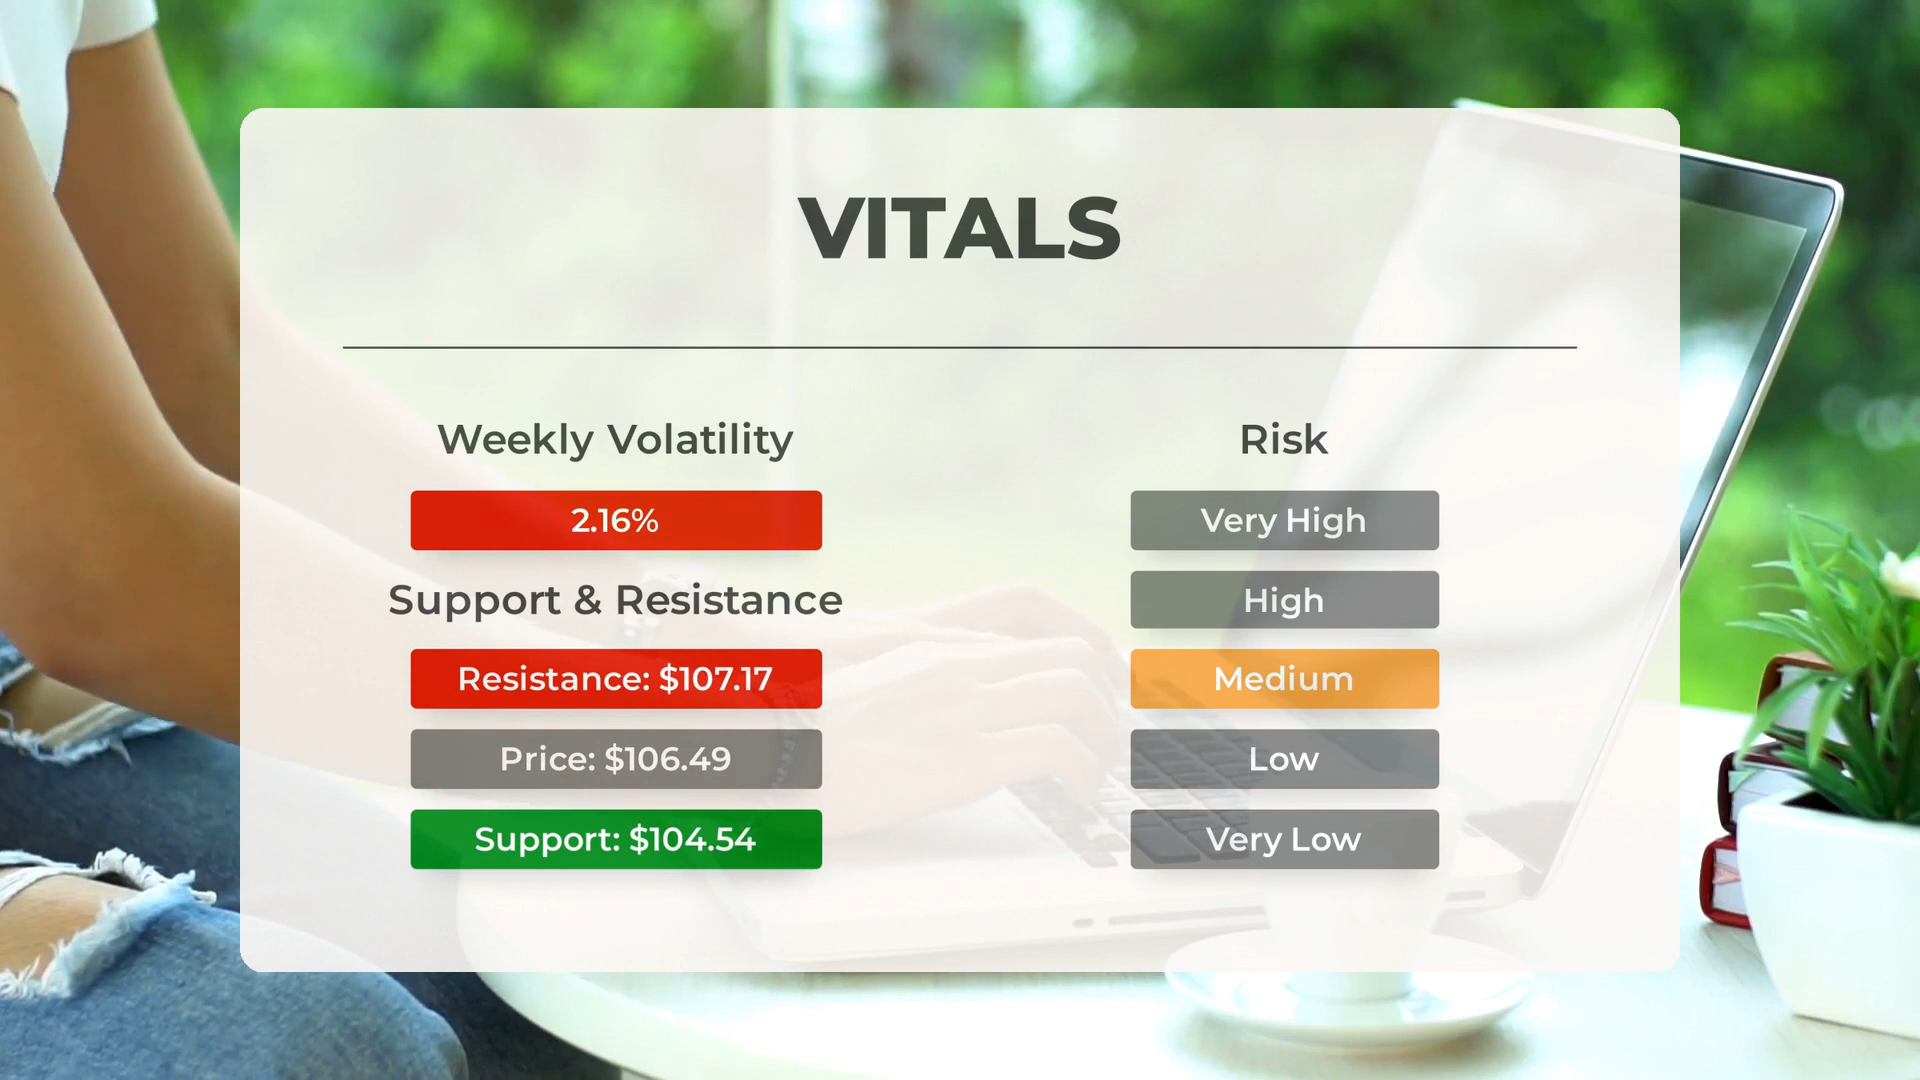 VITALS
Weekly Volatility
2.16%
Support & Resistance
Resistance: $107.17
Price: $106.49
Support: $104.54
Risk
Very High
High
Medium
Low
Very Low